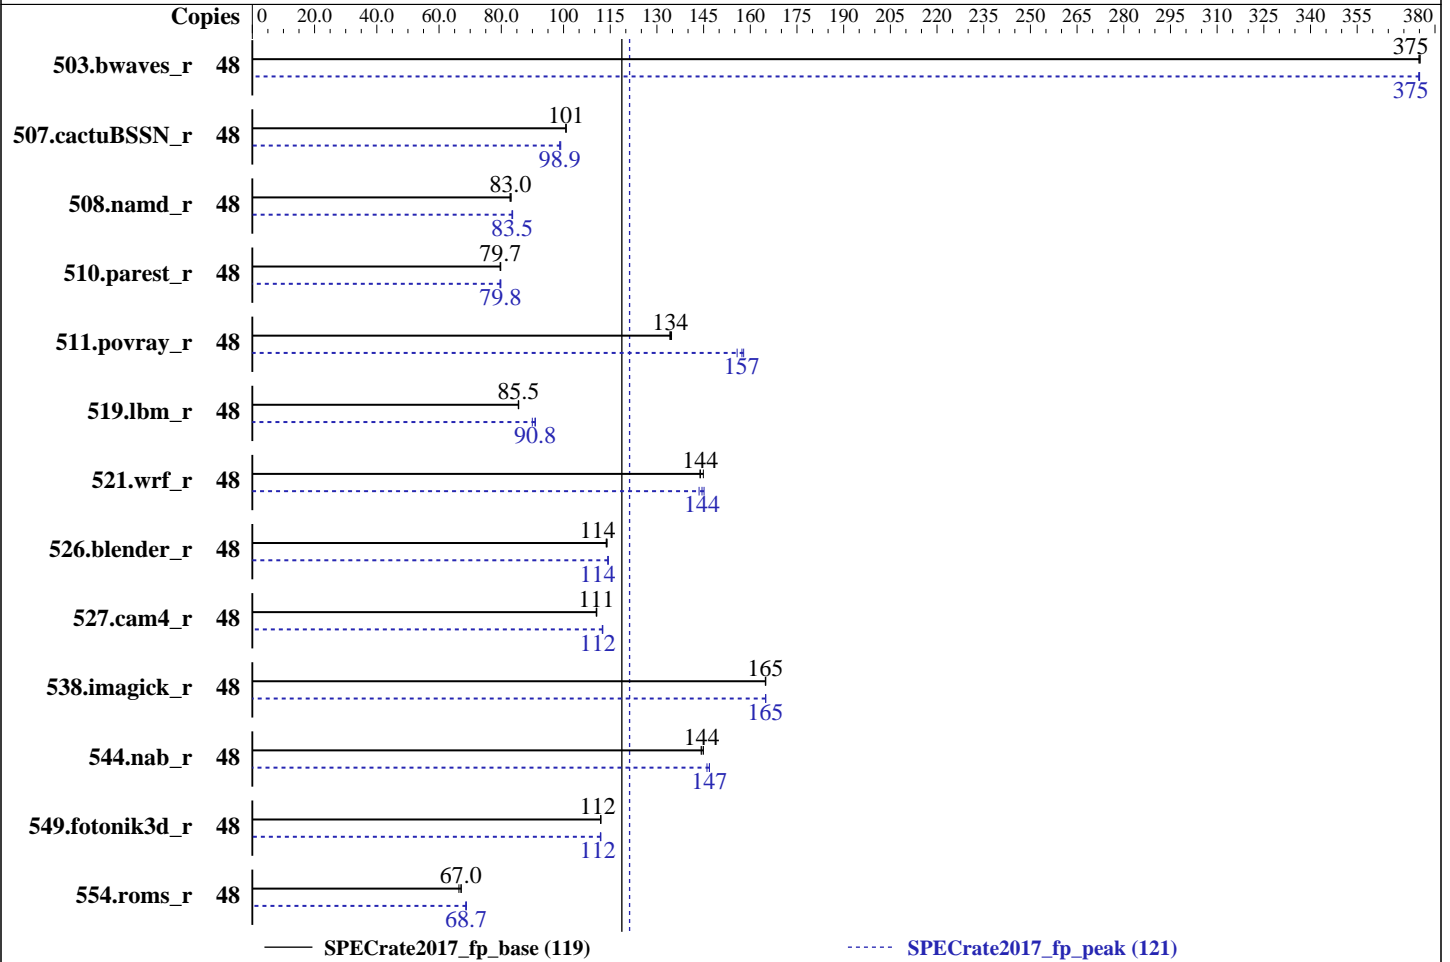 Copies 0 20.0 40.0 60.0 80.0 101 115 130 145 160 175 190 205 220 235 250 265 280 295 310 325 340 355 380
503.bwaves_r 48 375
375
507.cactuBSSN_r 48 101
98.9
508.namd_r 48 83.0
83.5
510.parest_r 48 79.7
79.8
511.povray_r 48 134
157
519.lbm_r 48 85.5
90.8
521.wrf_r 48 144
144
526.blender_r 48 114
114
527.cam4_r 48 111
112
538.imagick_r 48 165
165
544.nab_r 48 144
147
549.fotonik3d_r 48 112
112
554.roms_r 48 67.0
68.7
SPECrate2017_fp_base (119) SPECrate2017_fp_peak (121)